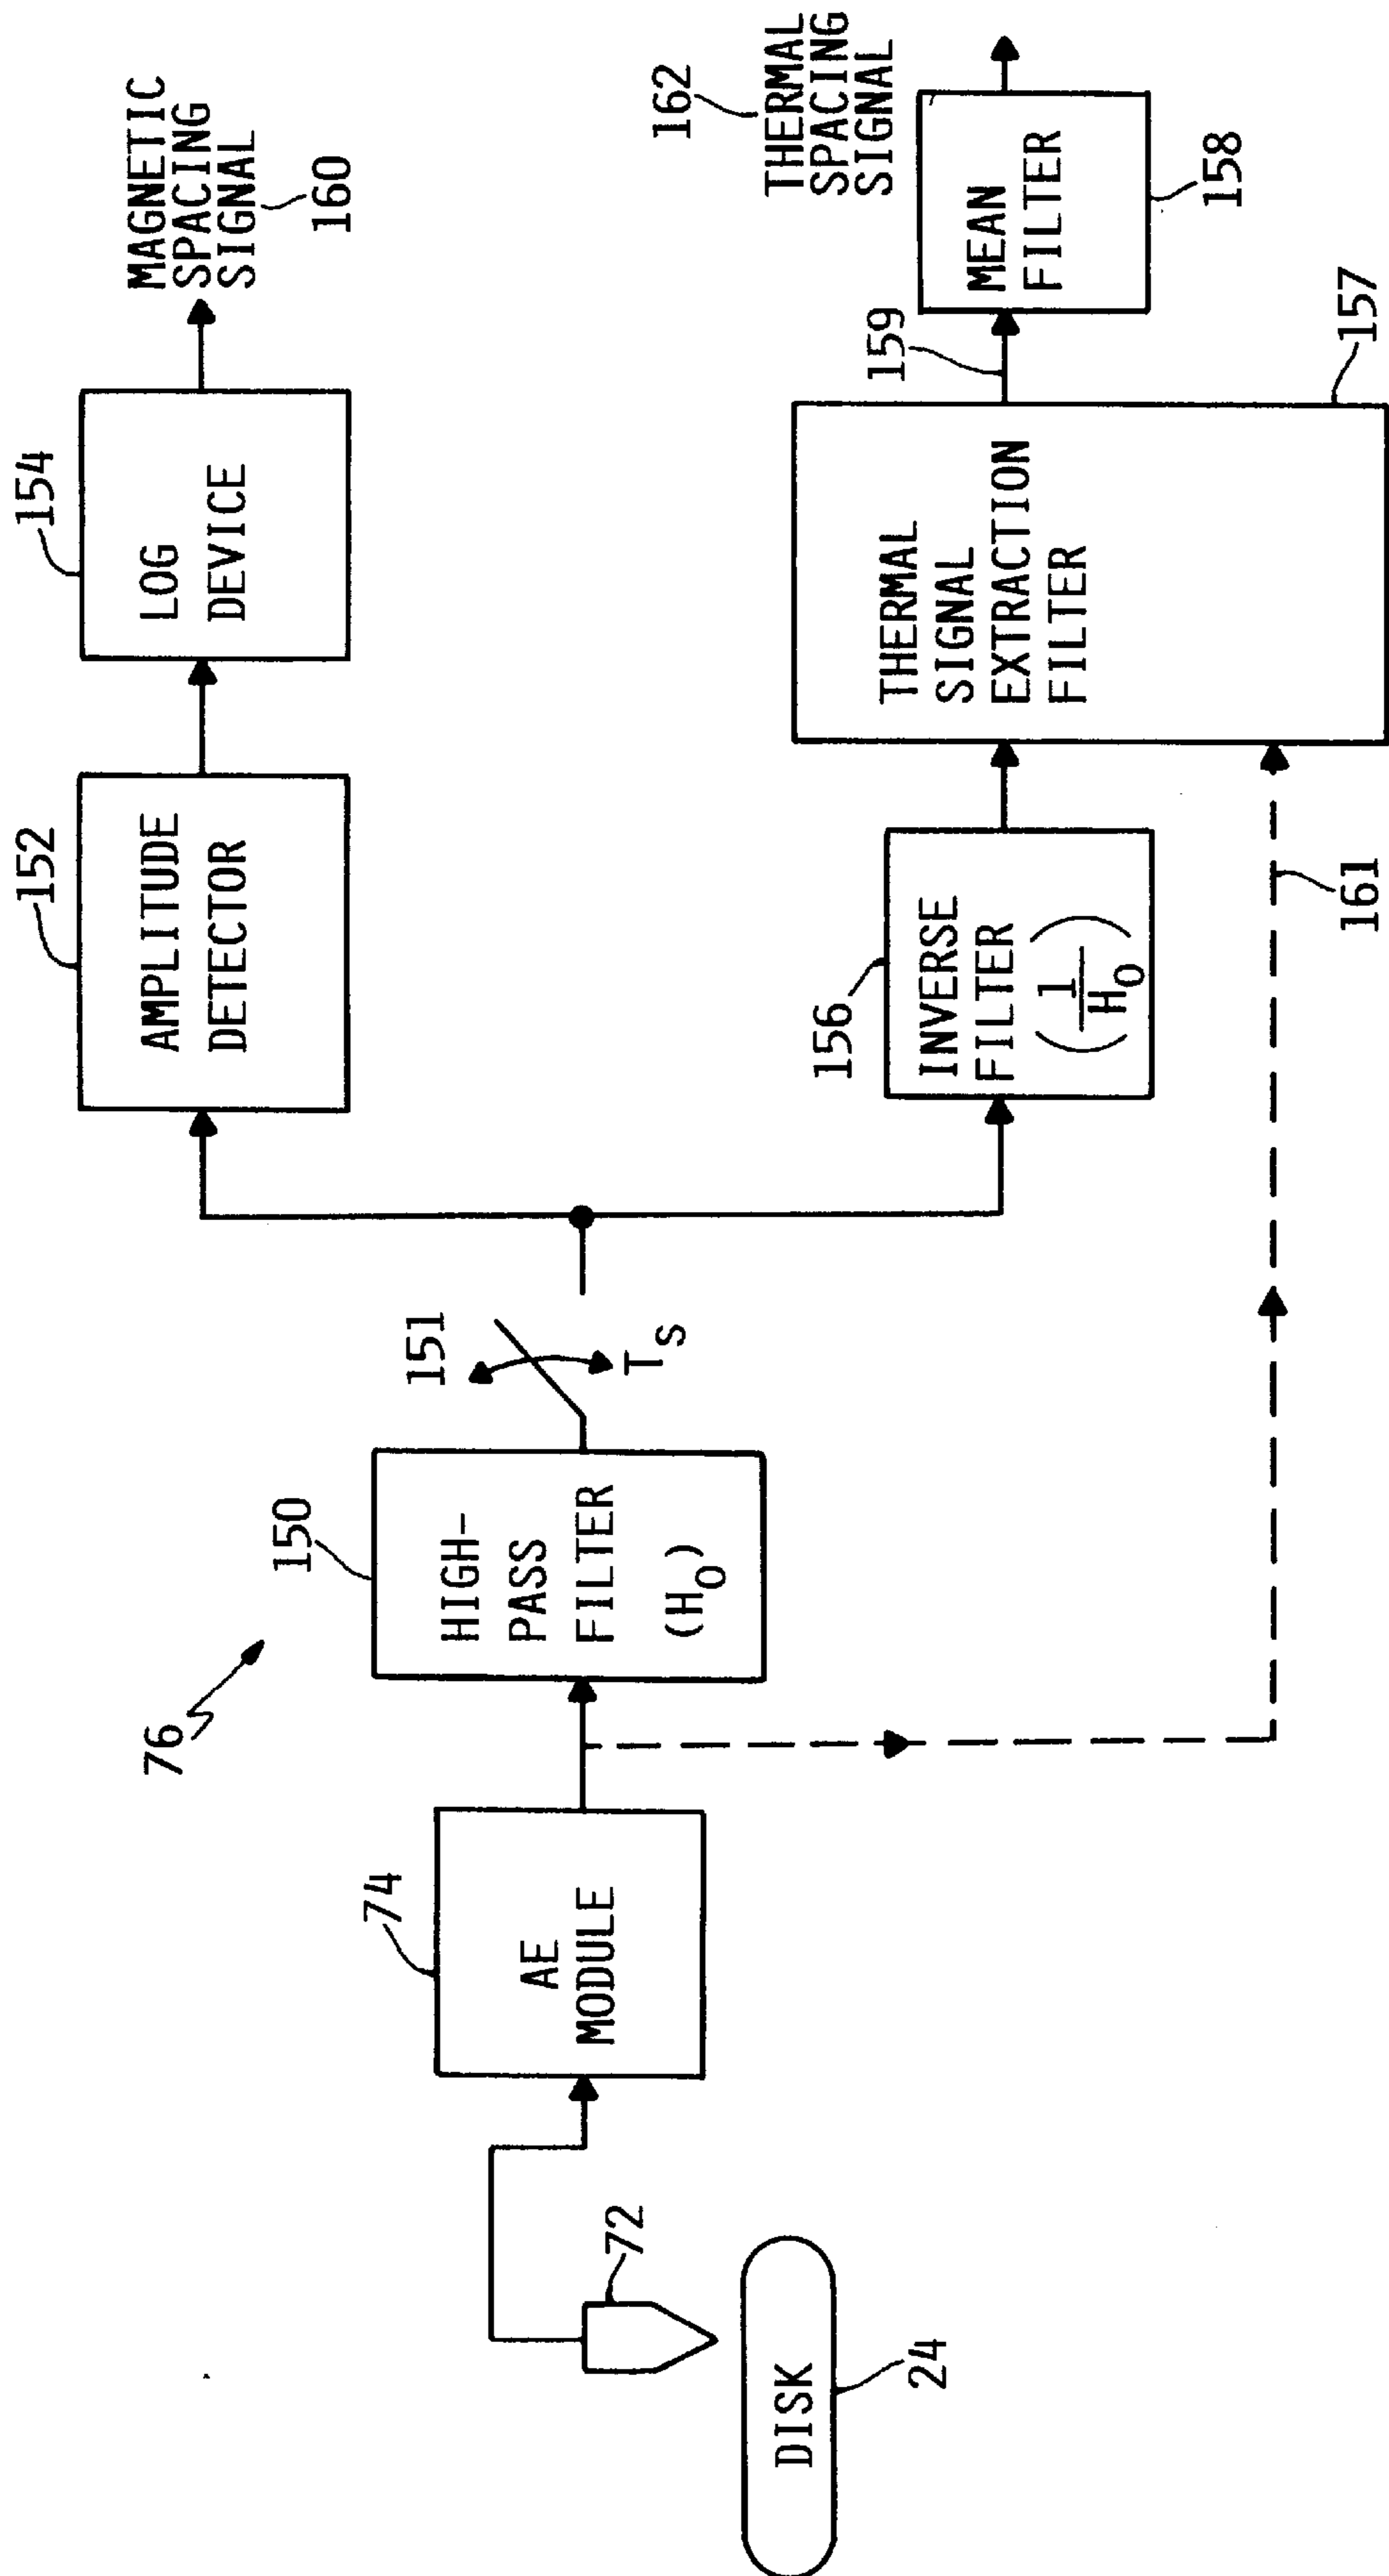 76
DISK
24
72
AE
MODULE
74
HIGH-
PASS
FILTER
(H0)
150
151
TS
AMPLITUDE
DETECTOR
152
LOG
DEVICE
154
MAGNETIC
SPACING
SIGNAL
160
INVERSE
FILTER
(1/H0)
156
161
THERMAL
SIGNAL
EXTRACTION
FILTER
157
159
MEAN
FILTER
158
THERMAL
SPACING
SIGNAL
162